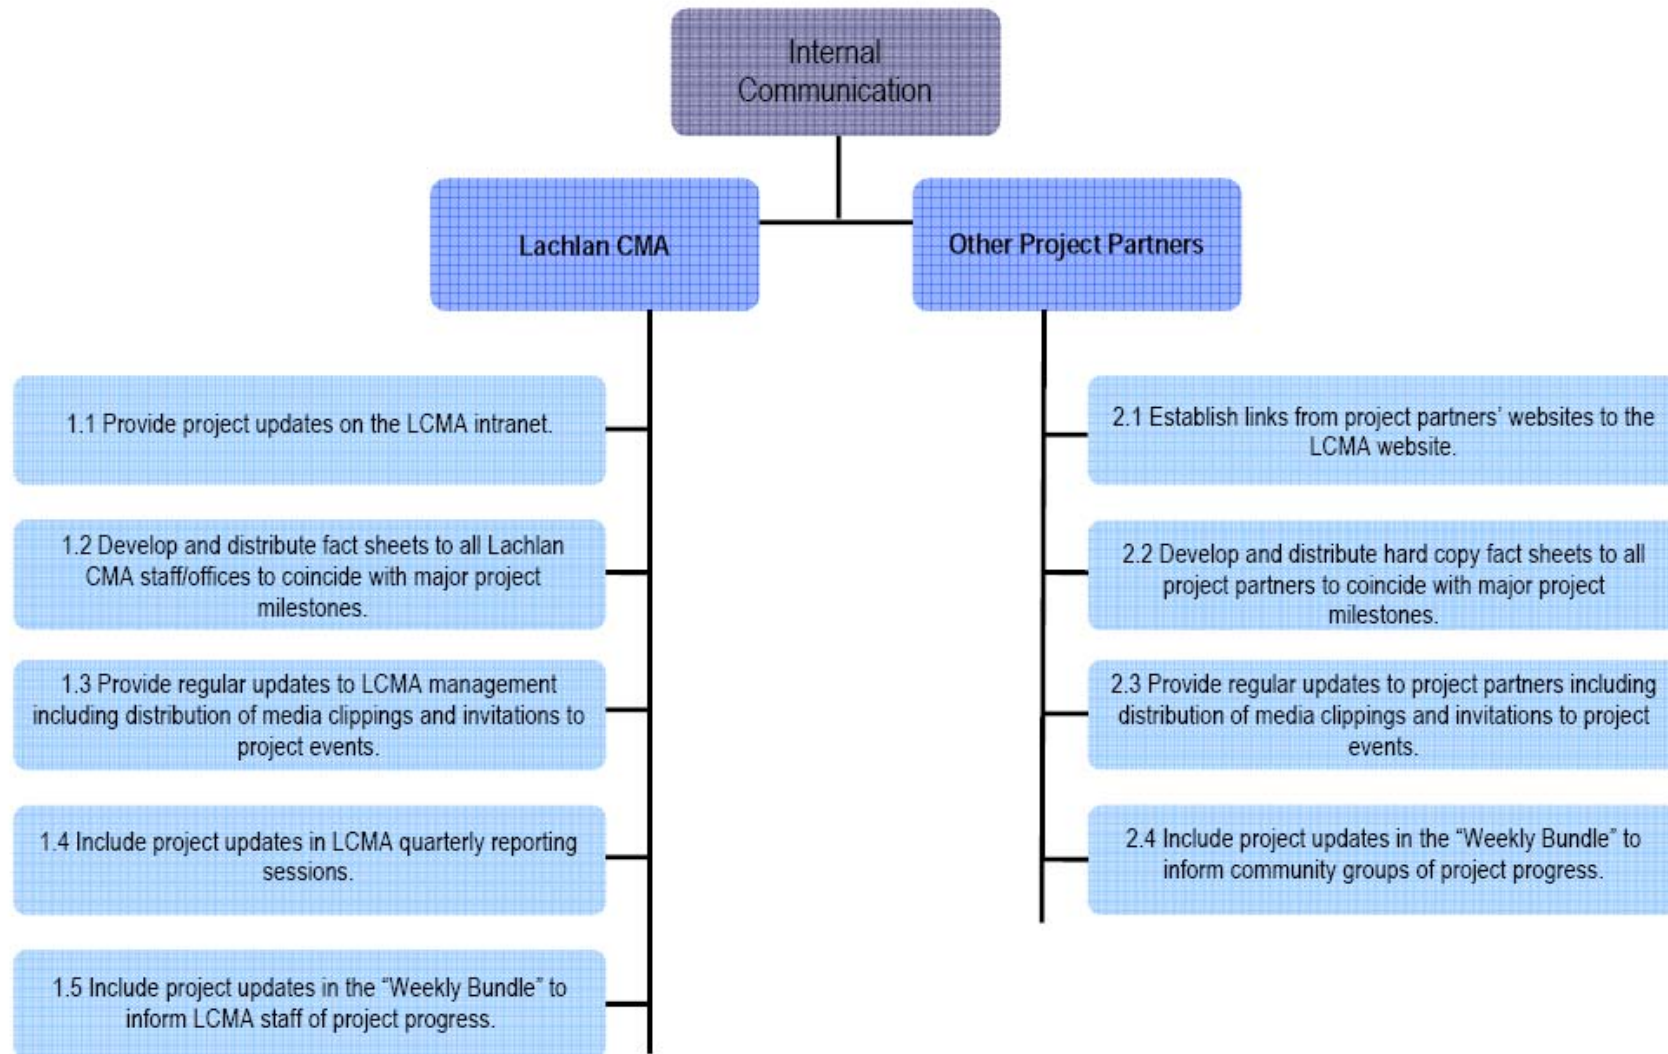 Internal
Communication
Lachlan CMA
Other Project Partners
1.1 Provide project updates on the LCMA intranet.
1.2 Develop and distribute fact sheets to all Lachlan
CMA staff/offices to coincide with major project
milestones.
1.3 Provide regular updates to LCMA management
including distribution of media clippings and invitations to
project events.
1.4 Include project updates in LCMA quarterly reporting
sessions.
1.5 Include project updates in the “Weekly Bundle” to
inform LCMA staff of project progress.
2.1 Establish links from project partners’ websites to the
LCMA website.
2.2 Develop and distribute hard copy fact sheets to all
project partners to coincide with major project
milestones.
2.3 Provide regular updates to project partners including
distribution of media clippings and invitations to project
events.
2.4 Include project updates in the “Weekly Bundle” to
inform community groups of project progress.